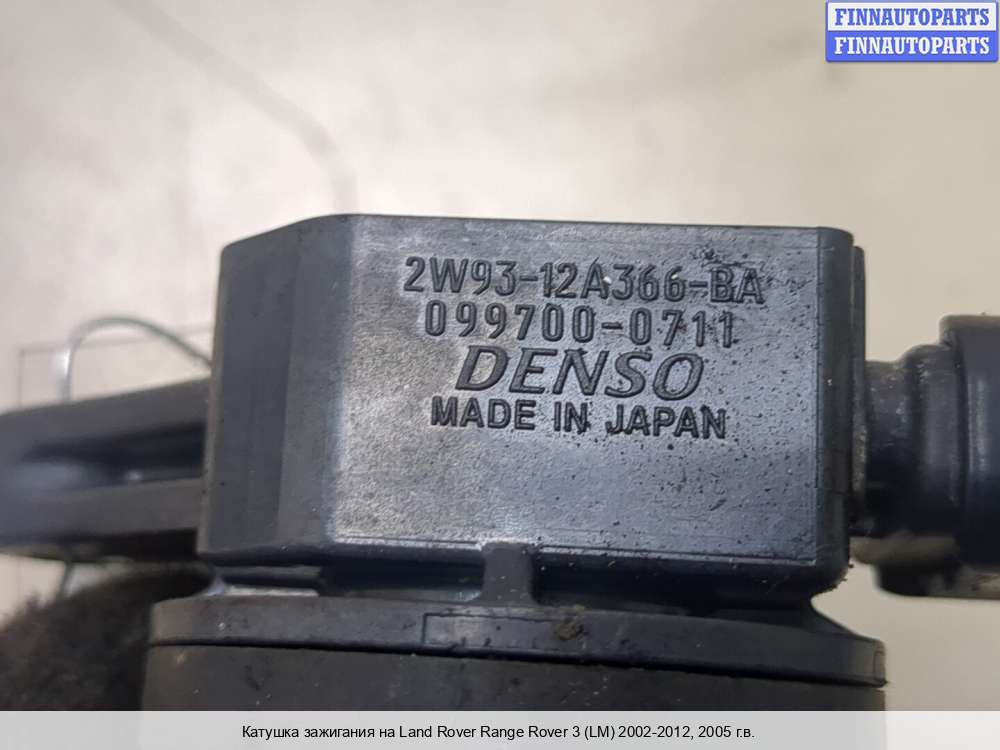 FINNAUTOPARTS
FINNAUTOPARTS
2W93-12A366-BA
099700-0711
DENSO
MADE IN JAPAN
Катушка зажигания на Land Rover Range Rover 3 (LM) 2002-2012, 2005 г.в.